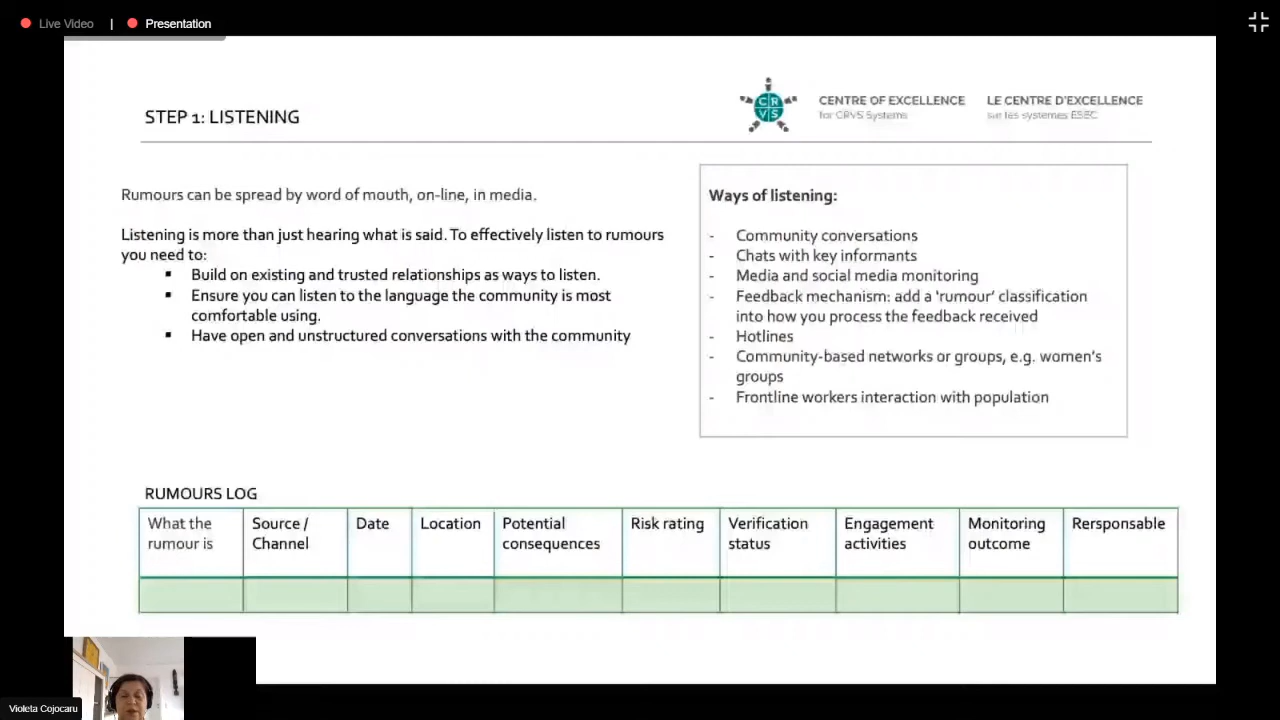 Live Video | Presentation
STEP 1: LISTENING
C R
V S
CENTRE OF EXCELLENCE
for CRVS Systems
LE CENTRE D'EXCELLENCE
sur les systemes ESEC
Rumours can be spread by word of mouth, on-line, in media.
Listening is more than just hearing what is said. To effectively listen to rumours
you need to:
▪ Build on existing and trusted relationships as ways to listen.
▪ Ensure you can listen to the language the community is most
comfortable using.
▪ Have open and unstructured conversations with the community
Ways of listening:
- Community conversations
- Chats with key informants
- Media and social media monitoring
- Feedback mechanism: add a 'rumour' classification
into how you process the feedback received
- Hotlines
- Community-based networks or groups, e.g. women's
groups
- Frontline workers interaction with population
RUMOURS LOG
What the
rumour is
Source /
Channel
Date
Location
Potential
consequences
Risk rating
Verification
status
Engagement
activities
Monitoring
outcome
Rersponsable
Violeta Cojocaru